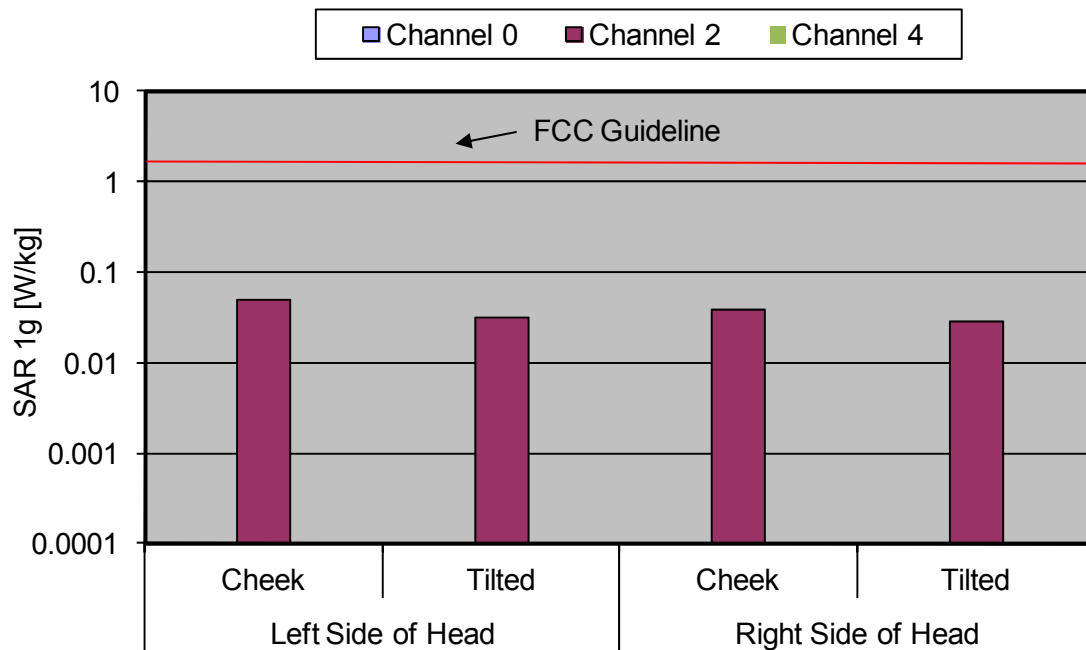 Channel 0 Channel 2 Channel 4
10
FCC Guideline
1
0.1
0.01
0.001
0.0001
SAR 1g [W/kg]
Cheek Tilted Cheek Tilted
Left Side of Head Right Side of Head